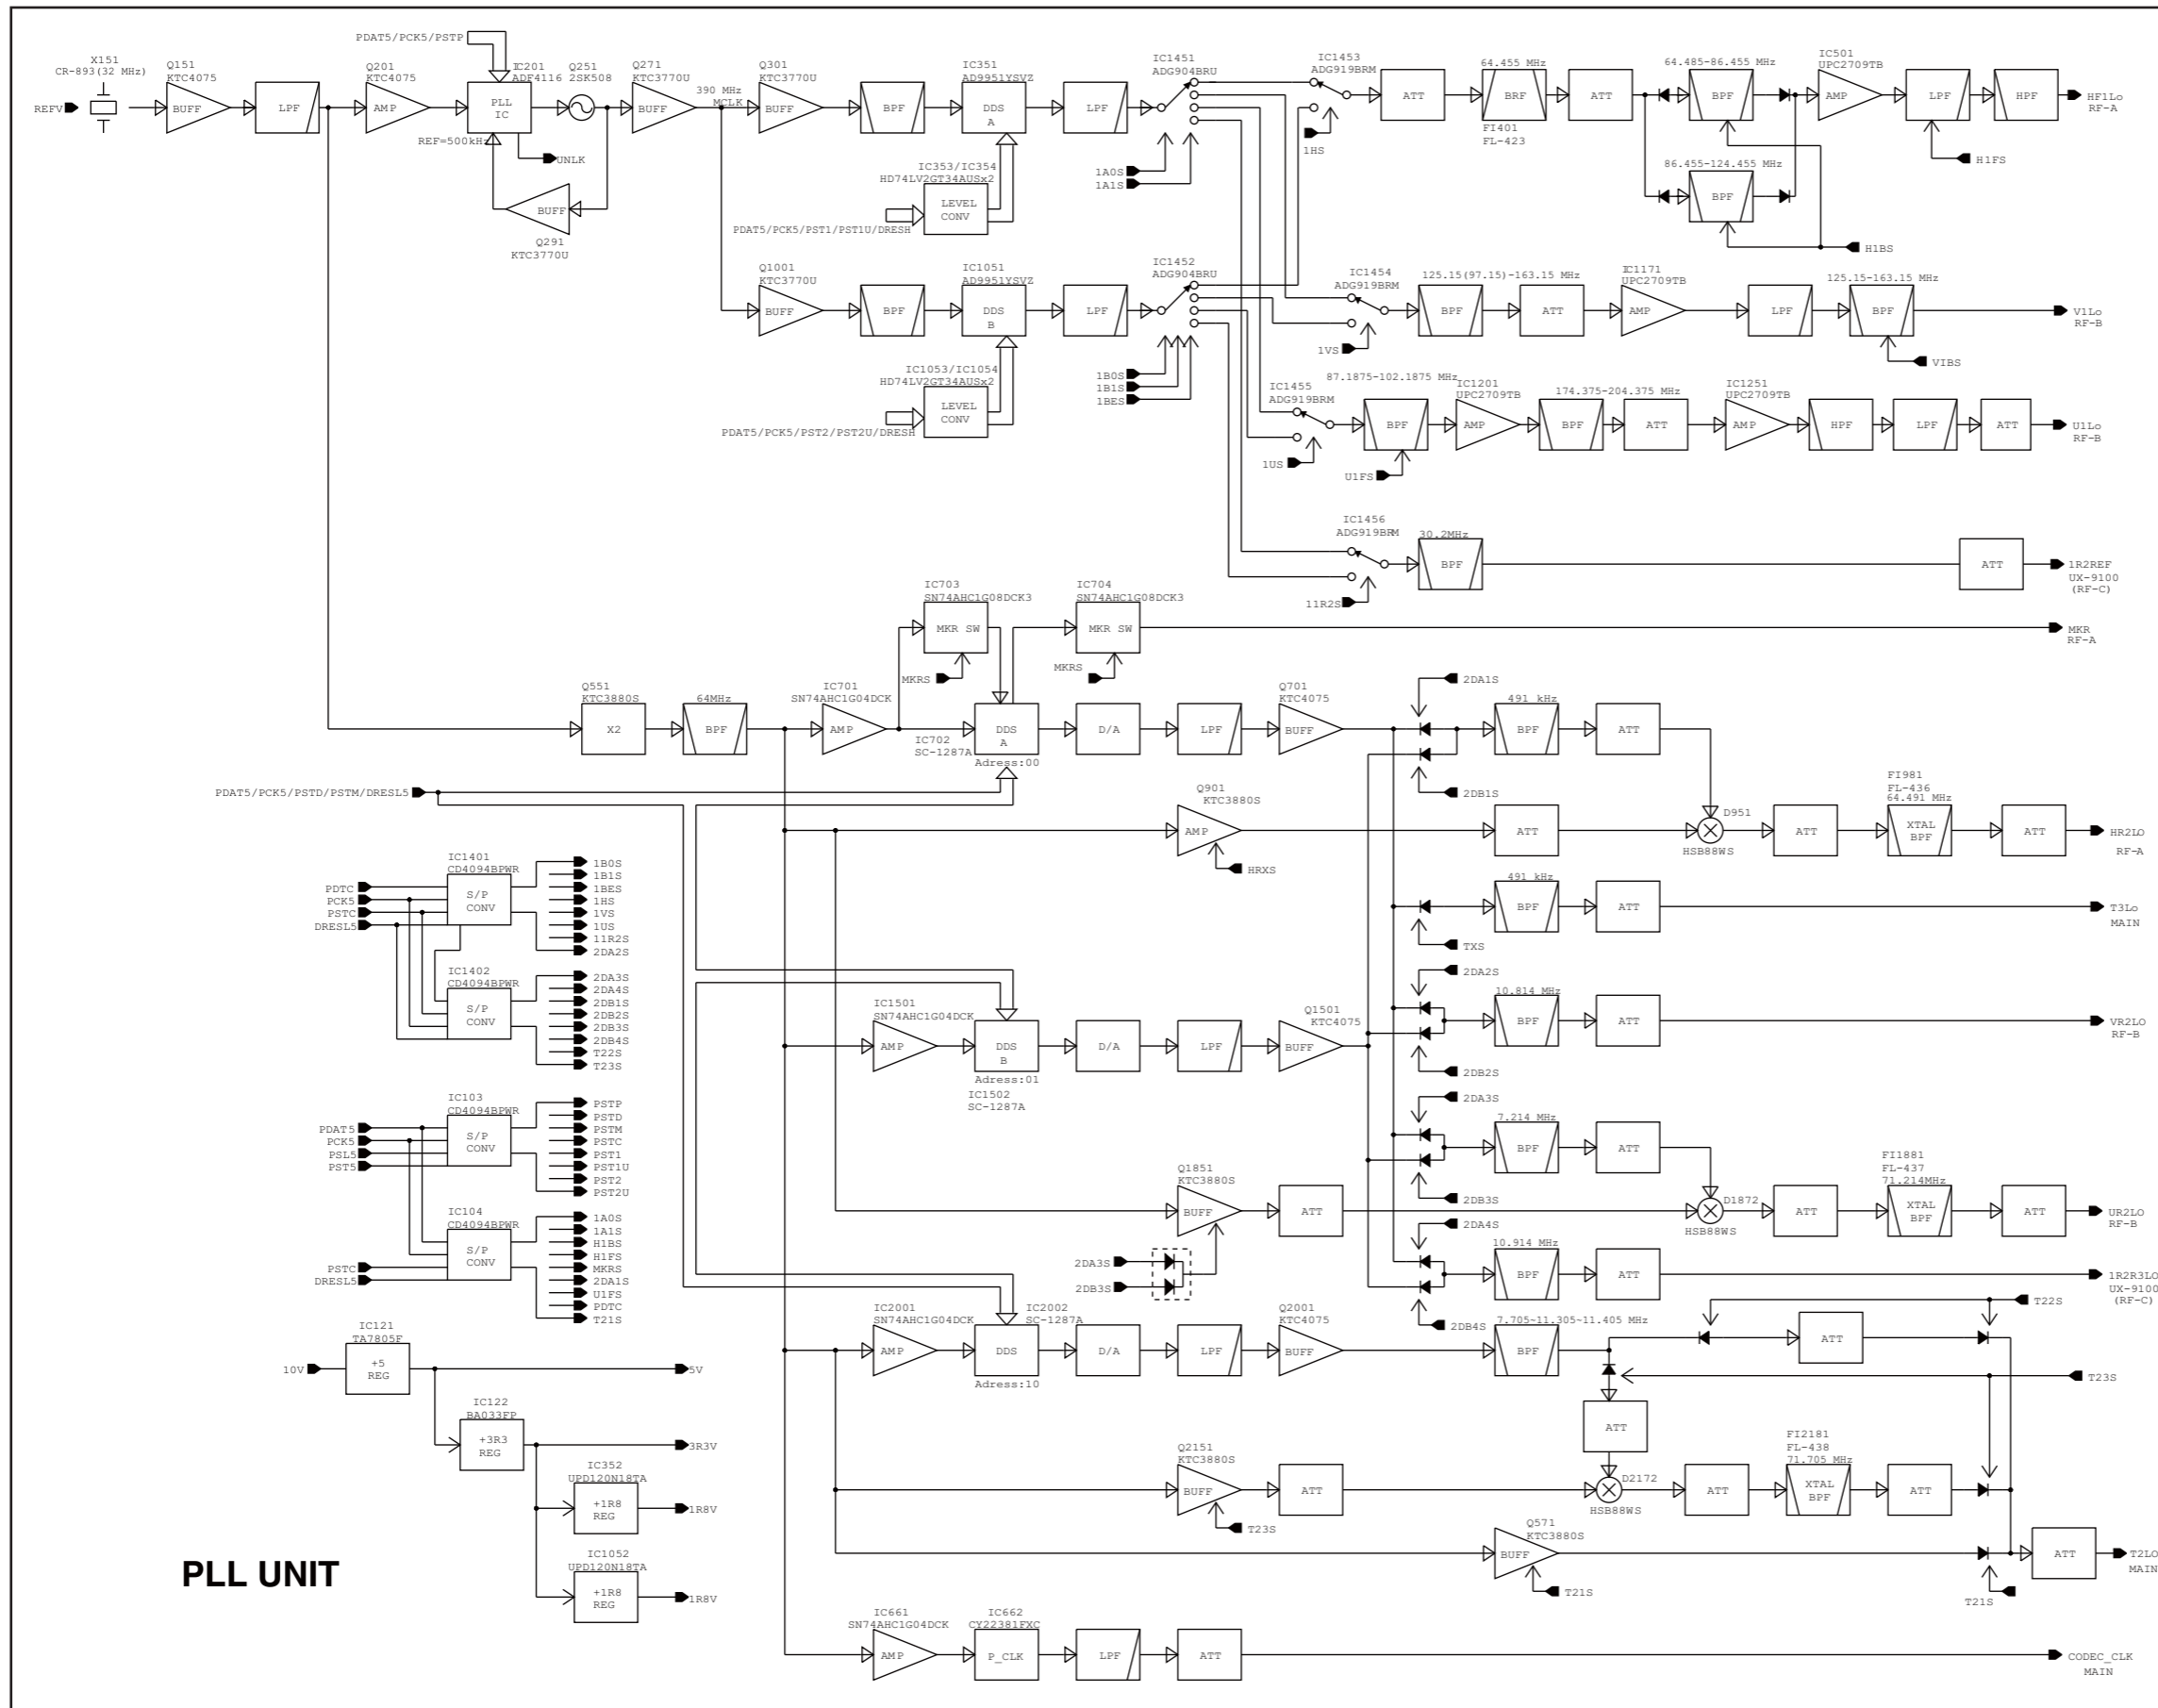 PDAT5/PCK5/PSTP
X151
CR-893(32 MHz)
REFV
Q151
KTC4075
BUFF
LPF
Q201
KTC4075
AMP
IC201
ADF4116
PLL
IC
REF=500kHz
UNLK
Q251
2SK508
BUFF
Q291
KTC3770U
Q271
KTC3770U
BUFF
390 MHz
MCLK
Q301
KTC3770U
BUFF
BPF
IC351
AD9951YSVZ
DDS
A
LPF
IC353/IC354
HD74LV2GT34AUSx2
LEVEL
CONV
PDAT5/PCK5/PST1/PST1U/DRESH
IC1451
ADG904BRU
1A0S
1A1S
IC1453
ADG919BRM
1HS
ATT
64.455 MHz
BRF
FI401
FL-423
ATT
64.485-86.455 MHz
BPF
86.455-124.455 MHz
BPF
H1BS
IC501
UPC2709TB
AMP
LPF
H1FS
HPF
HF1Lo
RF-A
Q1001
KTC3770U
BUFF
BPF
IC1051
AD9951YSVZ
DDS
B
LPF
IC1053/IC1054
HD74LV2GT34AUSx2
LEVEL
CONV
PDAT5/PCK5/PST2/PST2U/DRESH
IC1452
ADG904BRU
1B0S
1B1S
1BES
IC1454
ADG919BRM
1VS
125.15(97.15)-163.15 MHz
BPF
ATT
IC1171
UPC2709TB
AMP
LPF
125.15-163.15 MHz
BPF
VIBS
V1Lo
RF-B
IC1455
ADG919BRM
1US
87.1875-102.1875 MHz
BPF
U1FS
IC1201
UPC2709TB
AMP
174.375-204.375 MHz
BPF
ATT
IC1251
UPC2709TB
AMP
HPF
LPF
ATT
U1Lo
RF-B
IC1456
ADG919BRM
11R2S
30.2MHz
BPF
ATT
1R2REF
UX-9100
(RF-C)
IC703
SN74AHC1G08DCK3
MKR SW
MKRS
IC704
SN74AHC1G08DCK3
MKR SW
MKRS
MKR
RF-A
Q551
KTC3880S
X2
64MHz
BPF
IC701
SN74AHC1G04DCK
AMP
IC702
SC-1287A
DDS
A
Adress:00
D/A
LPF
Q701
KTC4075
BUFF
2DA1S
2DB1S
491 kHz
BPF
ATT
PDAT5/PCK5/PSTD/PSTM/DRESL5
Q901
KTC3880S
AMP
HRXS
ATT
D951
HSB88WS
ATT
FI981
FL-436
64.491 MHz
XTAL
BPF
ATT
HR2LO
RF-A
IC1401
CD4094BPWR
S/P
CONV
PDTC
PCK5
PSTC
DRESL5
1B0S
1B1S
1BES
1HS
1VS
1US
11R2S
2DA2S
491 kHz
BPF
ATT
TXS
T3Lo
MAIN
IC1402
CD4094BPWR
S/P
CONV
2DA3S
2DA4S
2DB1S
2DB2S
2DB3S
2DB4S
T22S
T23S
IC1501
SN74AHC1G04DCK
AMP
DDS
B
Adress:01
IC1502
SC-1287A
D/A
LPF
Q1501
KTC4075
BUFF
2DA2S
2DB2S
10.814 MHz
BPF
ATT
VR2LO
RF-B
IC103
CD4094BPWR
S/P
CONV
PDAT5
PCK5
PSL5
PST5
PSTP
PSTD
PSTM
PSTC
PST1
PST1U
PST2
PST2U
2DA3S
2DB3S
7.214 MHz
BPF
ATT
Q1851
KTC3880S
BUFF
2DA3S
2DB3S
ATT
D1872
HSB88WS
ATT
FI1881
FL-437
71.214MHz
XTAL
BPF
ATT
UR2LO
RF-B
IC104
CD4094BPWR
S/P
CONV
PSTC
DRESL5
1A0S
1A1S
H1BS
H1FS
MKRS
2DA1S
U1FS
PDTC
T21S
2DA4S
2DB4S
10.914 MHz
BPF
ATT
1R2R3LO
UX-9100
(RF-C)
IC2001
SN74AHC1G04DCK
AMP
IC2002
SC-1287A
DDS
Adress:10
D/A
LPF
Q2001
KTC4075
BUFF
7.705~11.305~11.405 MHz
BPF
ATT
T22S
T23S
ATT
IC121
TA7805F
10V
+5
REG
5V
IC122
BA033FP
+3R3
REG
3R3V
IC352
UPD120N18TA
+1R8
REG
1R8V
IC1052
UPD120N18TA
+1R8
REG
1R8V
Q2151
KTC3880S
BUFF
T23S
ATT
D2172
HSB88WS
ATT
FI2181
FL-438
71.705 MHz
XTAL
BPF
ATT
Q571
KTC3880S
BUFF
T21S
T21S
ATT
T2LO
MAIN
PLL UNIT
IC661
SN74AHC1G04DCK
AMP
IC662
CY22381FXC
P_CLK
LPF
ATT
CODEC_CLK
MAIN